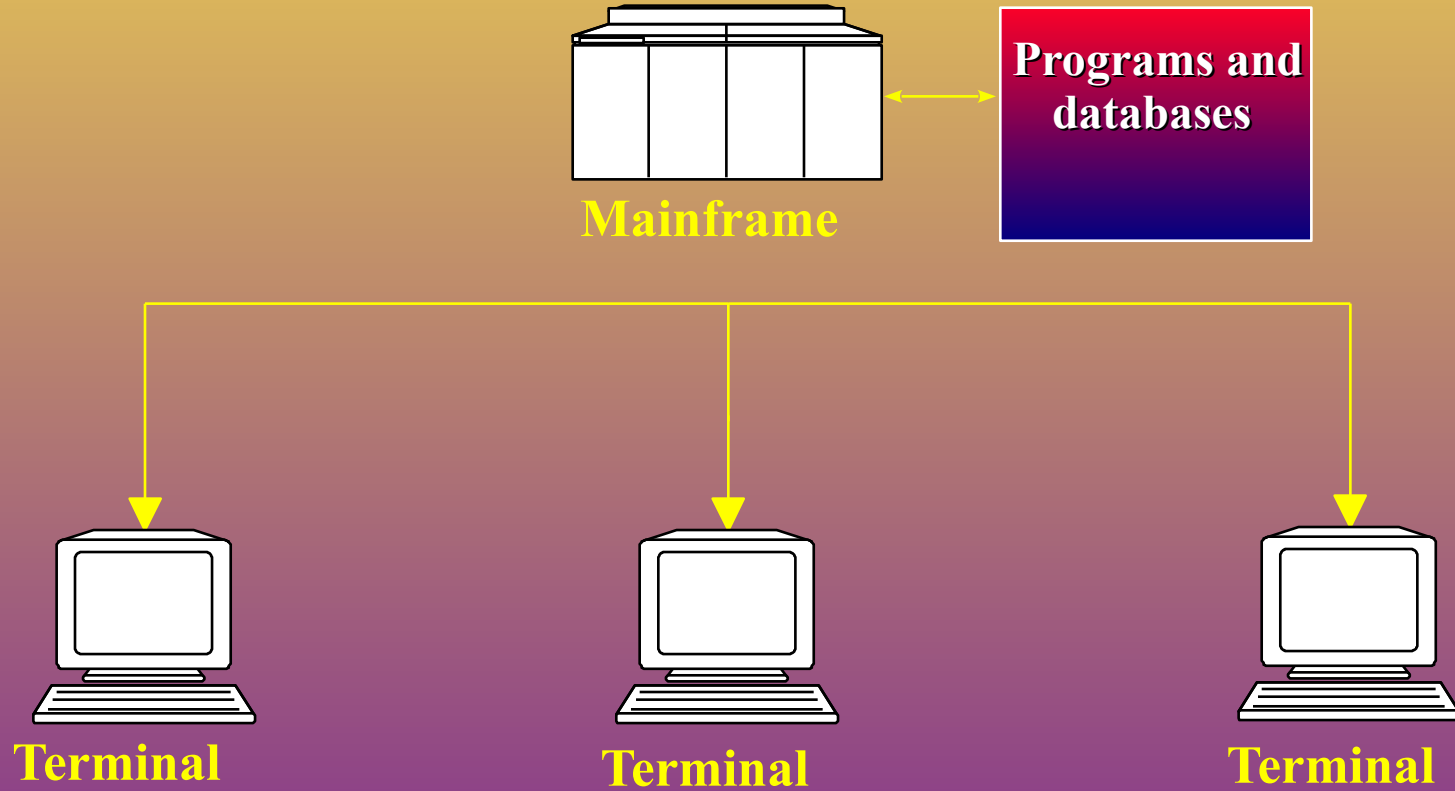 Programs and
databases
Mainframe
Terminal
Terminal
Terminal